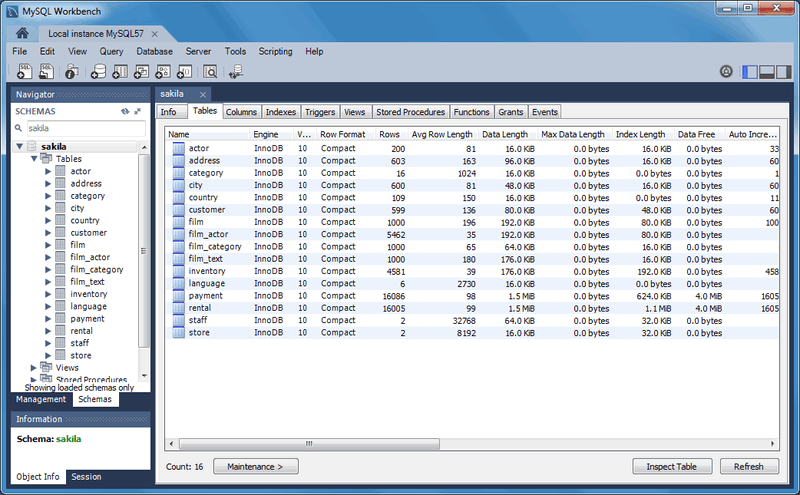 MySQL Workbench
Local instance MySQL57
File Edit View Query Database Server Tools Scripting Help
Navigator
SCHEMAS
sakila
sakila
Tables
actor
address
category
city
country
customer
film
film_actor
film_category
film_text
inventory
language
payment
rental
staff
store
Views
Stored Procedures
Showing loaded schemas only
Management Schemas
Information
Schema: sakila
Object Info Session
sakila
Info Tables Columns Indexes Triggers Views Stored Procedures Functions Grants Events
Name Engine V... Row Format Rows Avg Row Length Data Length Max Data Length Index Length Data Free Auto Incre...
actor InnoDB 10 Compact 200 81 16.0 KiB 0.0 bytes 16.0 KiB 0.0 bytes 33
address InnoDB 10 Compact 603 163 96.0 KiB 0.0 bytes 16.0 KiB 0.0 bytes 60
category InnoDB 10 Compact 16 1024 16.0 KiB 0.0 bytes 0.0 bytes 0.0 bytes 1
city InnoDB 10 Compact 600 81 48.0 KiB 0.0 bytes 16.0 KiB 0.0 bytes 60
country InnoDB 10 Compact 109 150 16.0 KiB 0.0 bytes 0.0 bytes 0.0 bytes 11
customer InnoDB 10 Compact 599 136 80.0 KiB 0.0 bytes 48.0 KiB 0.0 bytes 60
film InnoDB 10 Compact 1000 196 192.0 KiB 0.0 bytes 80.0 KiB 0.0 bytes 100
film_actor InnoDB 10 Compact 5462 35 192.0 KiB 0.0 bytes 80.0 KiB 0.0 bytes
film_category InnoDB 10 Compact 1000 65 64.0 KiB 0.0 bytes 16.0 KiB 0.0 bytes
film_text InnoDB 10 Compact 1000 180 176.0 KiB 0.0 bytes 16.0 KiB 0.0 bytes
inventory InnoDB 10 Compact 4581 39 176.0 KiB 0.0 bytes 192.0 KiB 0.0 bytes 458
language InnoDB 10 Compact 6 2730 16.0 KiB 0.0 bytes 0.0 bytes 0.0 bytes
payment InnoDB 10 Compact 16086 98 1.5 MiB 0.0 bytes 624.0 KiB 4.0 MiB 1605
rental InnoDB 10 Compact 16005 99 1.5 MiB 0.0 bytes 1.1 MiB 4.0 MiB 1605
staff InnoDB 10 Compact 2 32768 64.0 KiB 0.0 bytes 32.0 KiB 0.0 bytes
store InnoDB 10 Compact 2 8192 16.0 KiB 0.0 bytes 32.0 KiB 0.0 bytes
Count: 16 Maintenance > Inspect Table Refresh